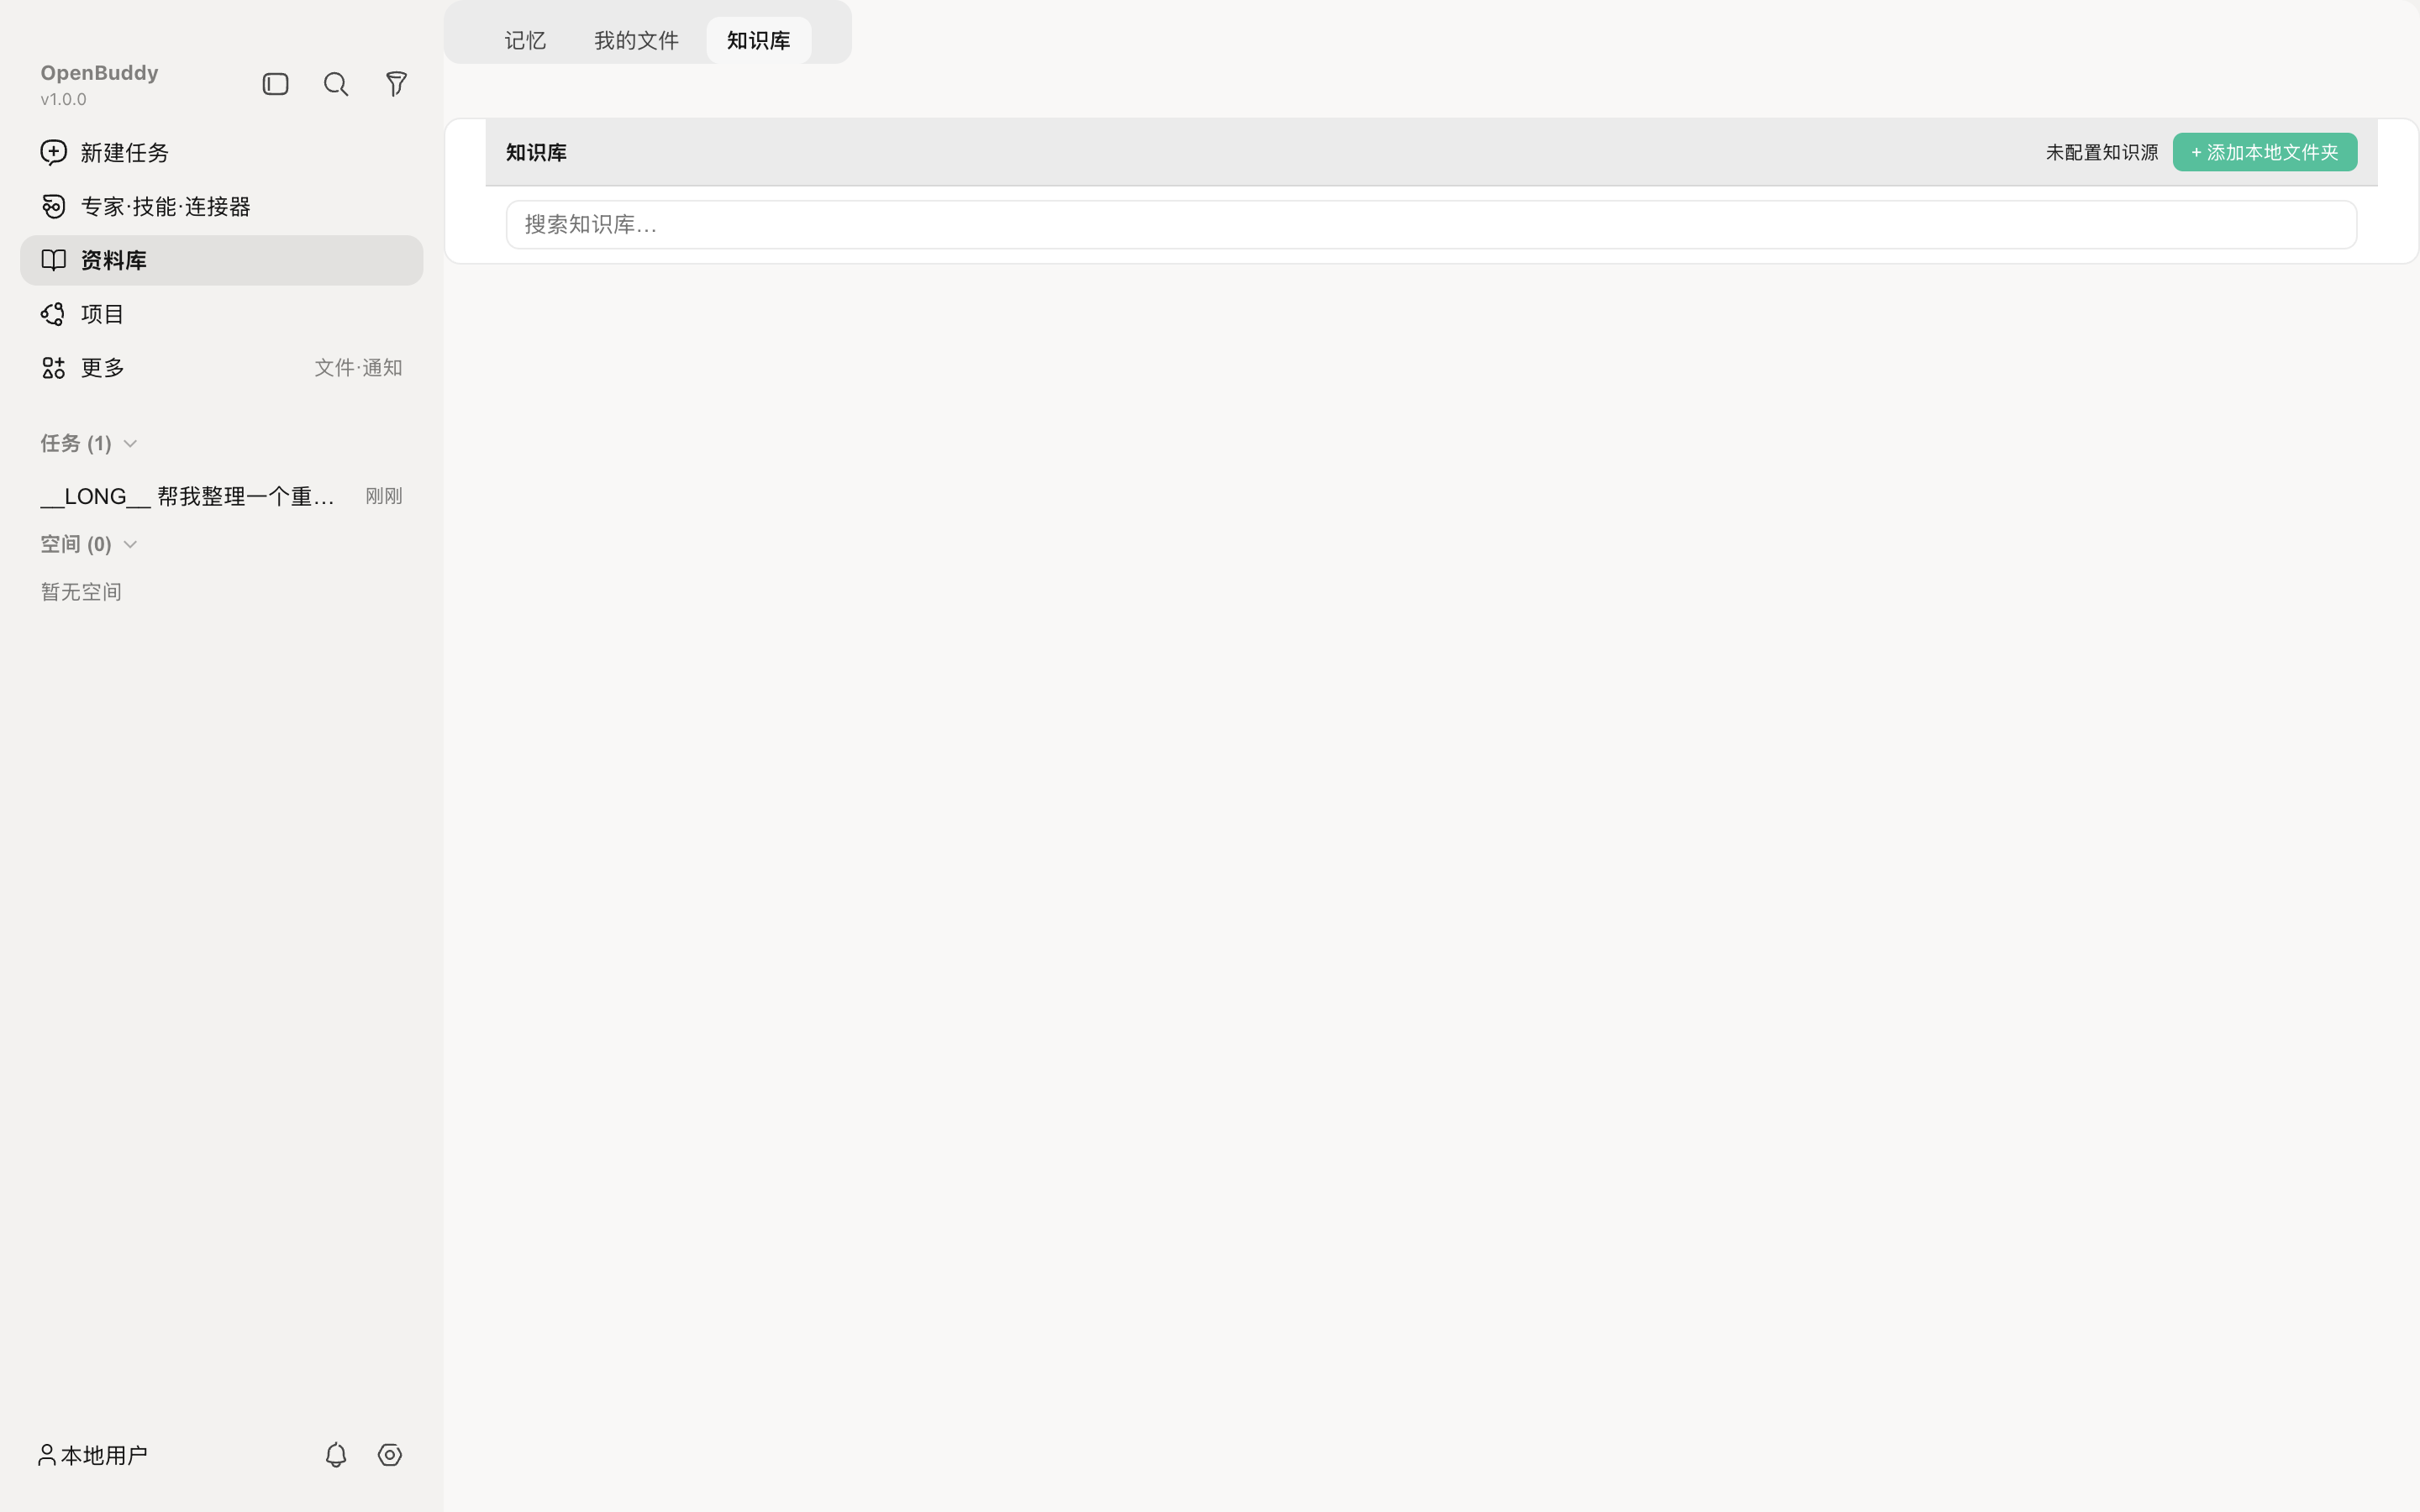 OpenBuddy
v1.0.0
新建任务
专家·技能·连接器
资料库
项目
更多 文件·通知
任务 (1)
__LONG__ 帮我整理一个重... 刚刚
空间 (0)
暂无空间
本地用户
记忆 我的文件 知识库
知识库 未配置知识源 + 添加本地文件夹
搜索知识库...